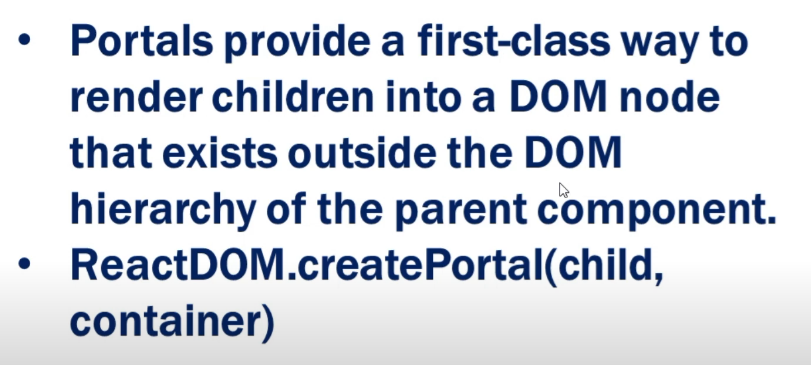 • Portals provide a first-class way to
render children into a DOM node
that exists outside the DOM
hierarchy of the parent component.
• ReactDOM.createPortal(child,
container)